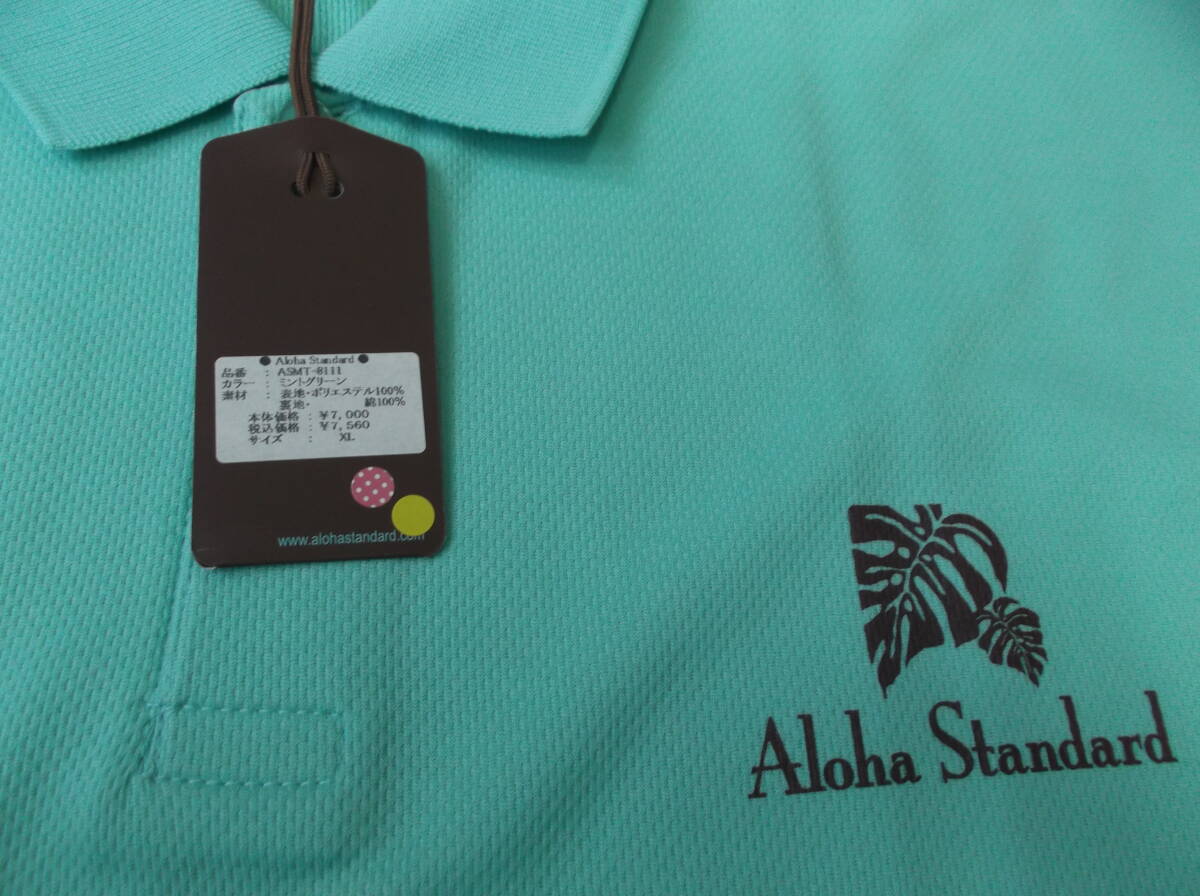 ● Aloha Standard ●
品番 : ASMT-0111
カラー : ミントグリーン
素材 : 表地・ポリエステル100%
裏地・ 綿100%
本体価格 : ¥7,000
税込価格 : ¥7,560
サイズ : XL
www.alohastandard.com
Aloha Standard